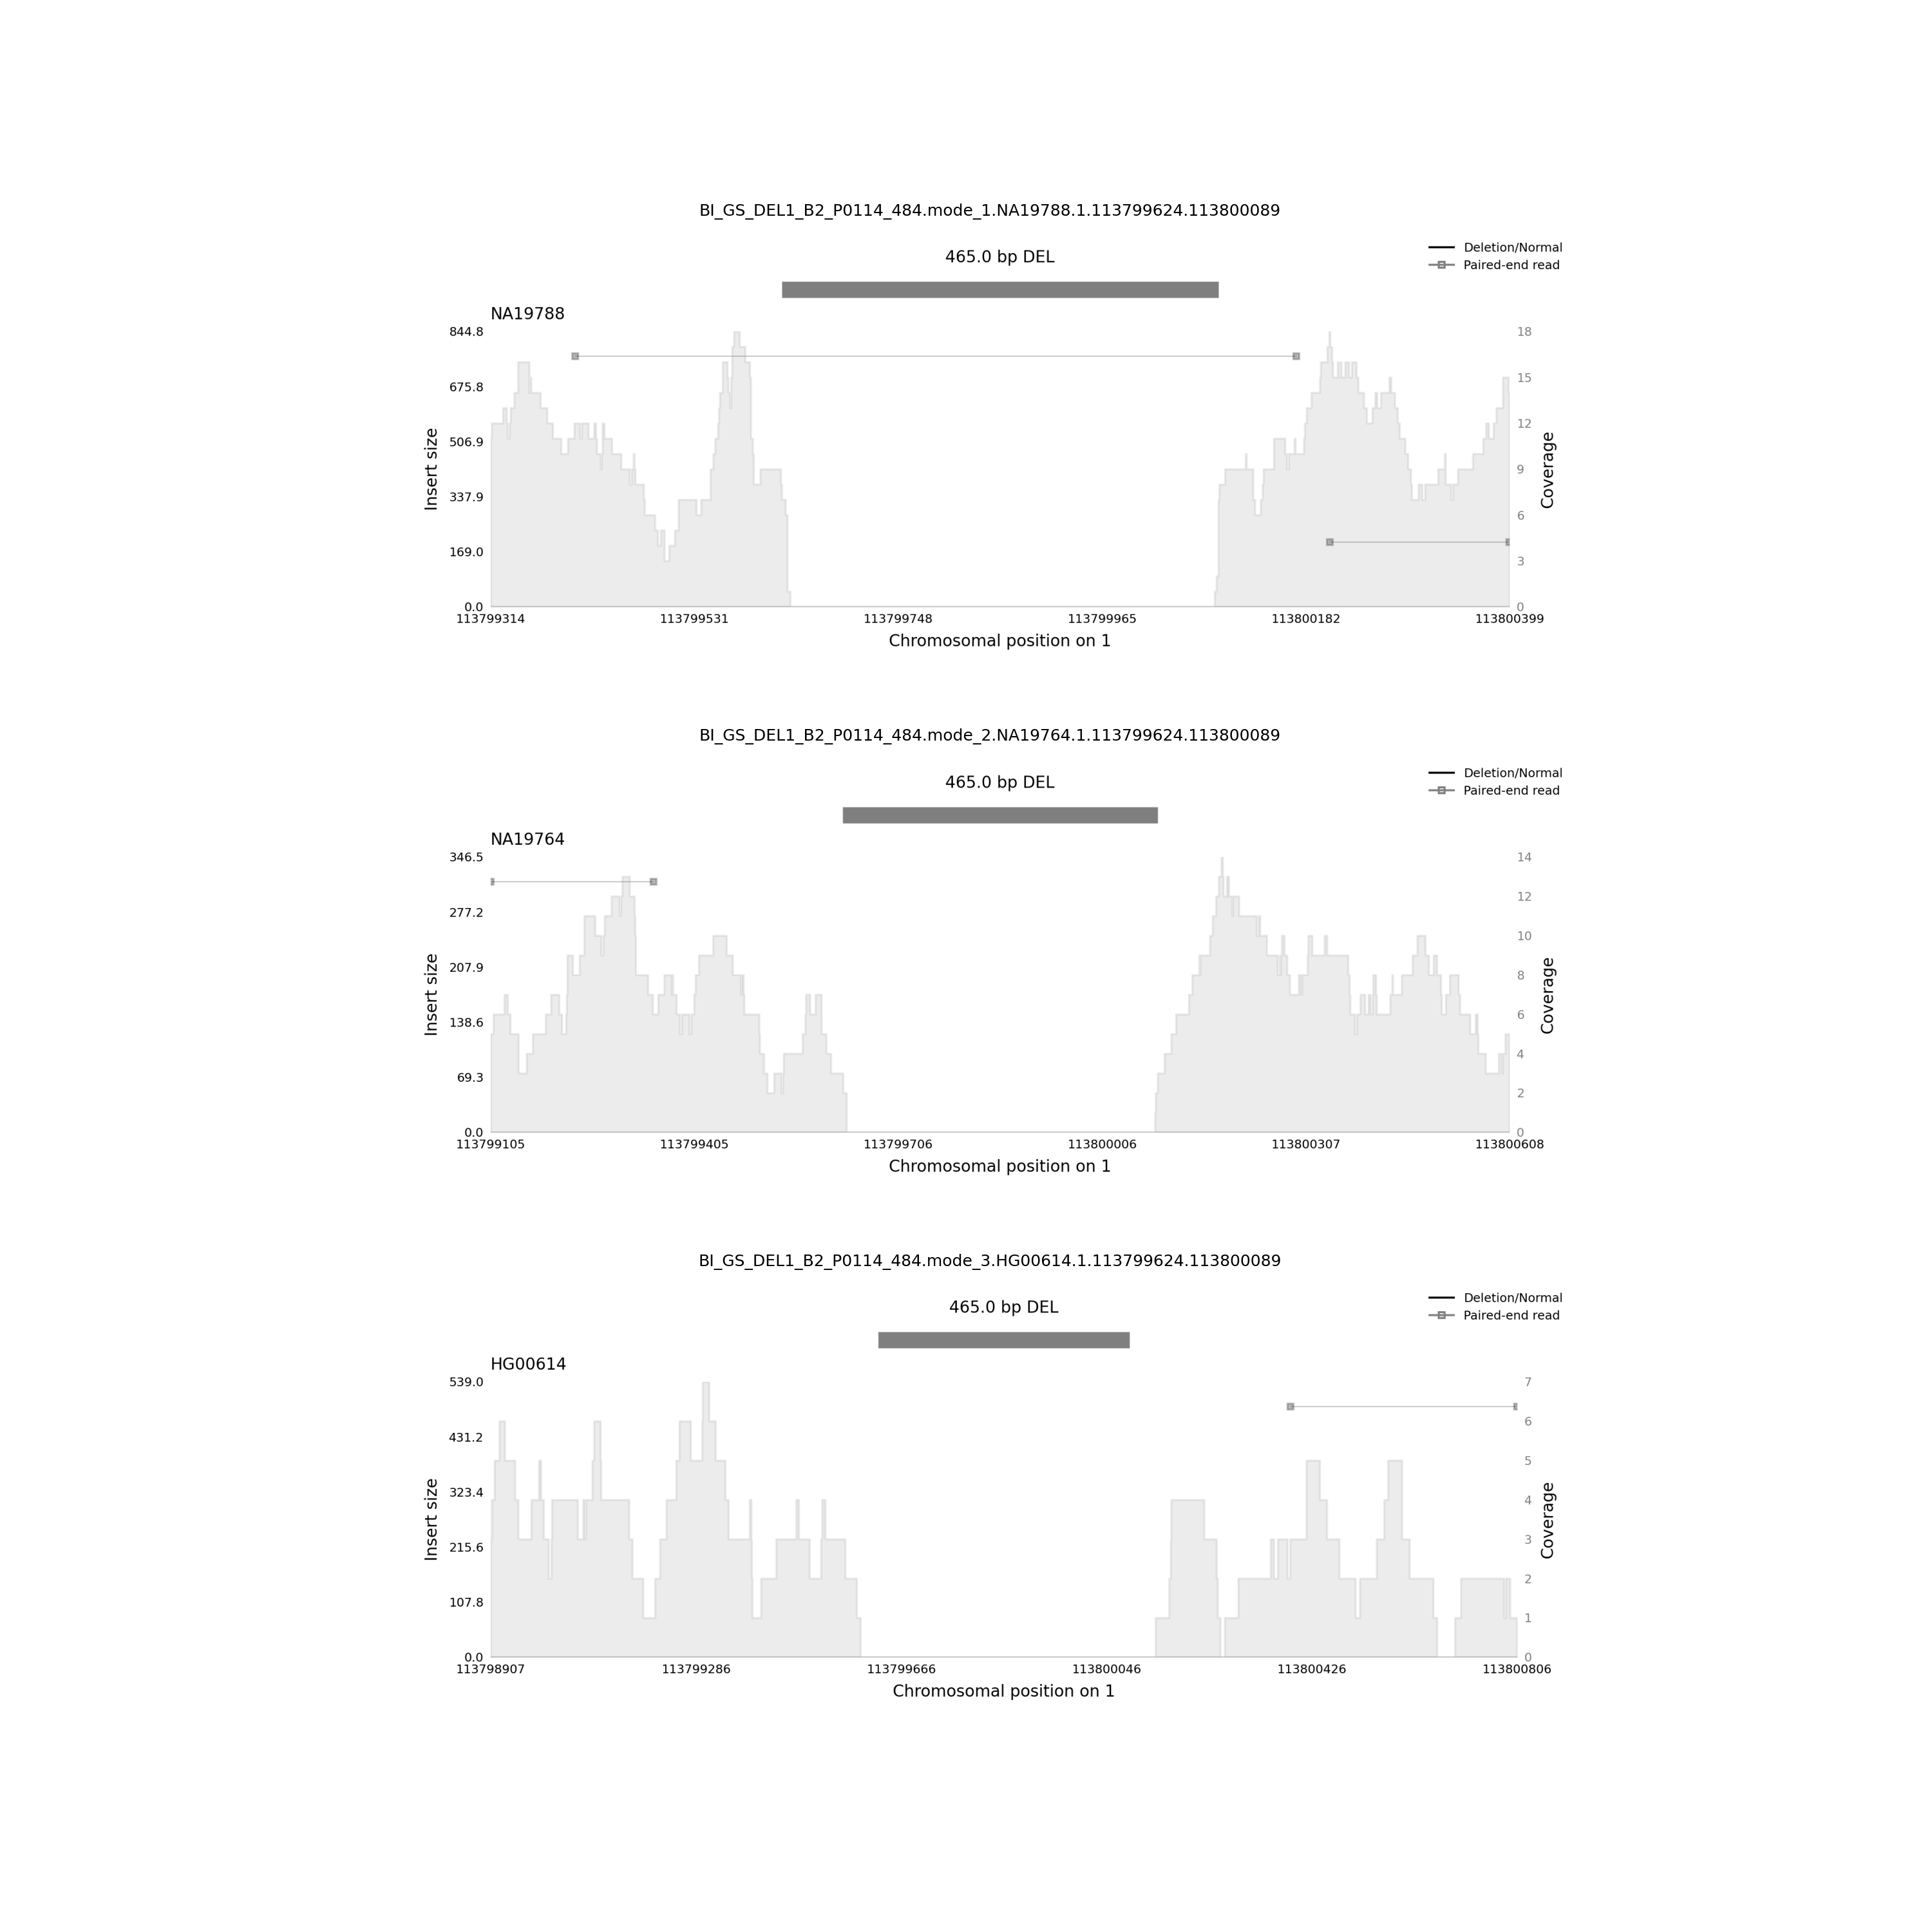 BI_GS_DEL1_B2_P0114_484.mode_1.NA19788.1.113799624.113800089
465.0 bp DEL
Deletion/Normal
Paired-end read
NA19788
844.8
675.8
506.9
337.9
169.0
0.0
Insert size
18
15
12
9
6
3
0
Coverage
113799314 113799531 113799748 113799965 113800182 113800399
Chromosomal position on 1
BI_GS_DEL1_B2_P0114_484.mode_2.NA19764.1.113799624.113800089
465.0 bp DEL
Deletion/Normal
Paired-end read
NA19764
346.5
277.2
207.9
138.6
69.3
0.0
Insert size
14
12
10
8
6
4
2
0
Coverage
113799105 113799405 113799706 113800006 113800307 113800608
Chromosomal position on 1
BI_GS_DEL1_B2_P0114_484.mode_3.HG00614.1.113799624.113800089
465.0 bp DEL
Deletion/Normal
Paired-end read
HG00614
539.0
431.2
323.4
215.6
107.8
0.0
Insert size
7
6
5
4
3
2
1
0
Coverage
113798907 113799286 113799666 113800046 113800426 113800806
Chromosomal position on 1